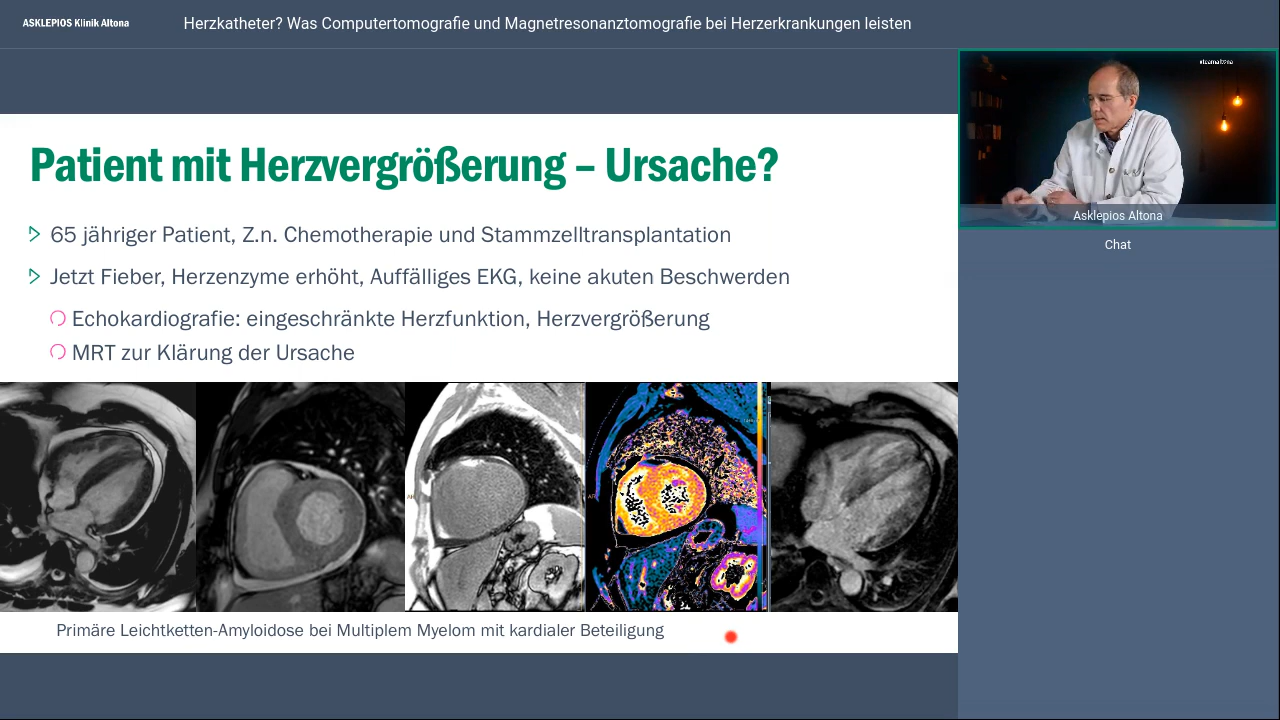 ASKLEPIOS Klinik Altona
Herzkatheter? Was Computertomografie und Magnetresonanztomografie bei Herzerkrankungen leisten
#teamaltona
Patient mit Herzvergrößerung – Ursache?
65 jähriger Patient, Z.n. Chemotherapie und Stammzelltransplantation
Jetzt Fieber, Herzenzyme erhöht, Auffälliges EKG, keine akuten Beschwerden
Echokardiografie: eingeschränkte Herzfunktion, Herzvergrößerung
MRT zur Klärung der Ursache
Asklepios Altona
Chat
Primäre Leichtketten-Amyloidose bei Multiplem Myelom mit kardialer Beteiligung